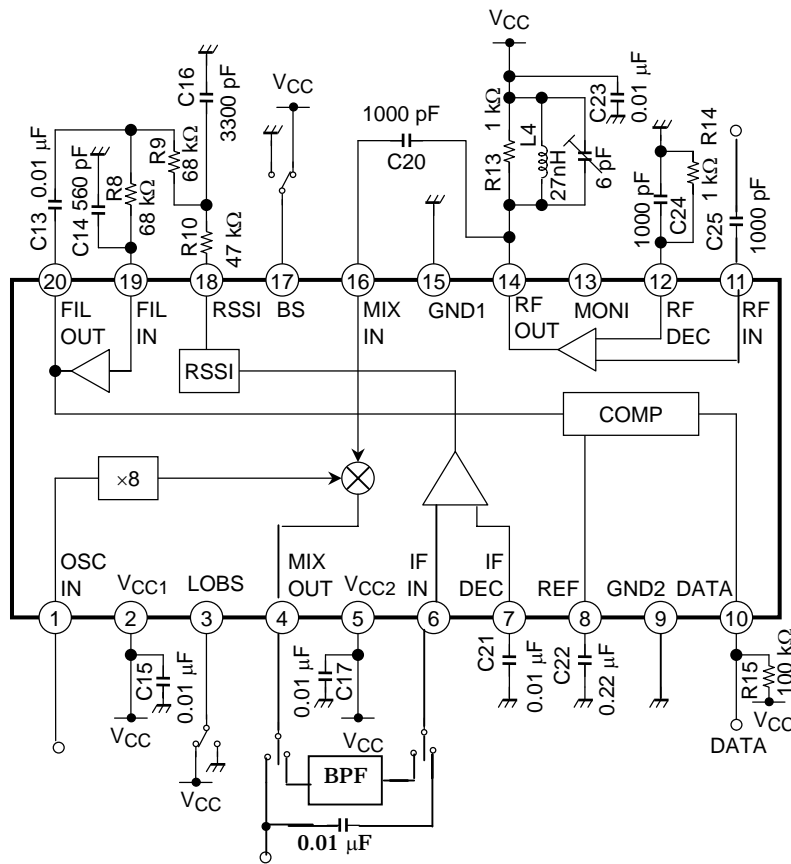 VCC
C16
3300 pF
VCC
1000 pF
C20
C23
0.01 μF
C13
0.01 μF
C14
560 pF
R8
68 kΩ
R9
68 kΩ
R10
47 kΩ
R13
1 kΩ
L4
27nH
6 pF
1000 pF
C24
1 kΩ
R14
C25
1000 pF
20
19
18
17
16
15
14
13
12
11
FIL OUT
FIL IN
RSSI
BS
MIX IN
GND1
RF OUT
MONI
RF DEC
RF IN
RSSI
COMP
×8
OSC IN
VCC1
LOBS
MIX OUT
VCC2
IF IN
IF DEC
REF
GND2
DATA
1
2
3
4
5
6
7
8
9
10
C15
0.01 μF
VCC
VCC
0.01 μF
C17
VCC
C21
0.01 μF
C22
0.22 μF
R15
100 kΩ
VCC
DATA
BPF
0.01 μF